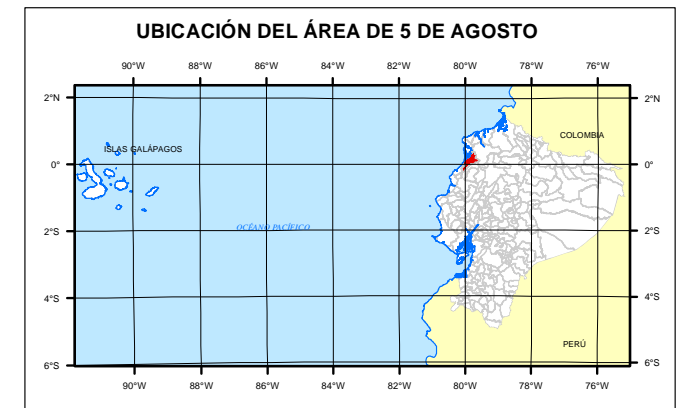 UBICACIÓN DEL ÁREA DE 5 DE AGOSTO
90°W 88°W 86°W 84°W 82°W 80°W 78°W 76°W
2°N 2°N
COLOMBIA
ISLAS GALÁPAGOS
0° 0°
OCÉANO PACÍFICO
2°S 2°S
4°S 4°S
PERÚ
6°S 6°S
90°W 88°W 86°W 84°W 82°W 80°W 78°W 76°W